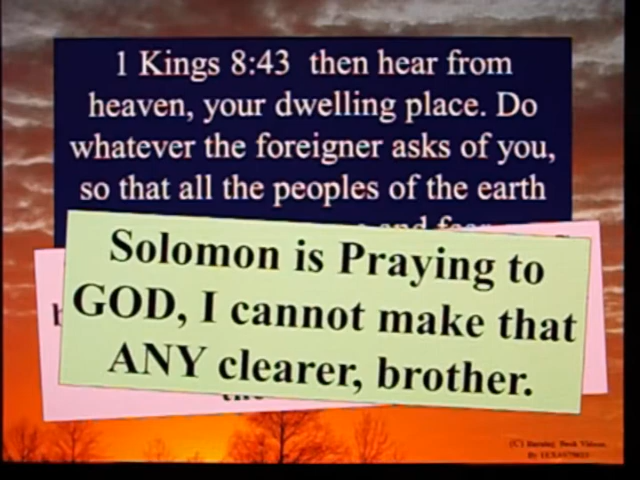 1 Kings 8:43 then hear from
heaven, your dwelling place. Do
whatever the foreigner asks of you,
so that all the peoples of the earth
and
Solomon is Praying to
GOD, I cannot make that
ANY clearer, brother.